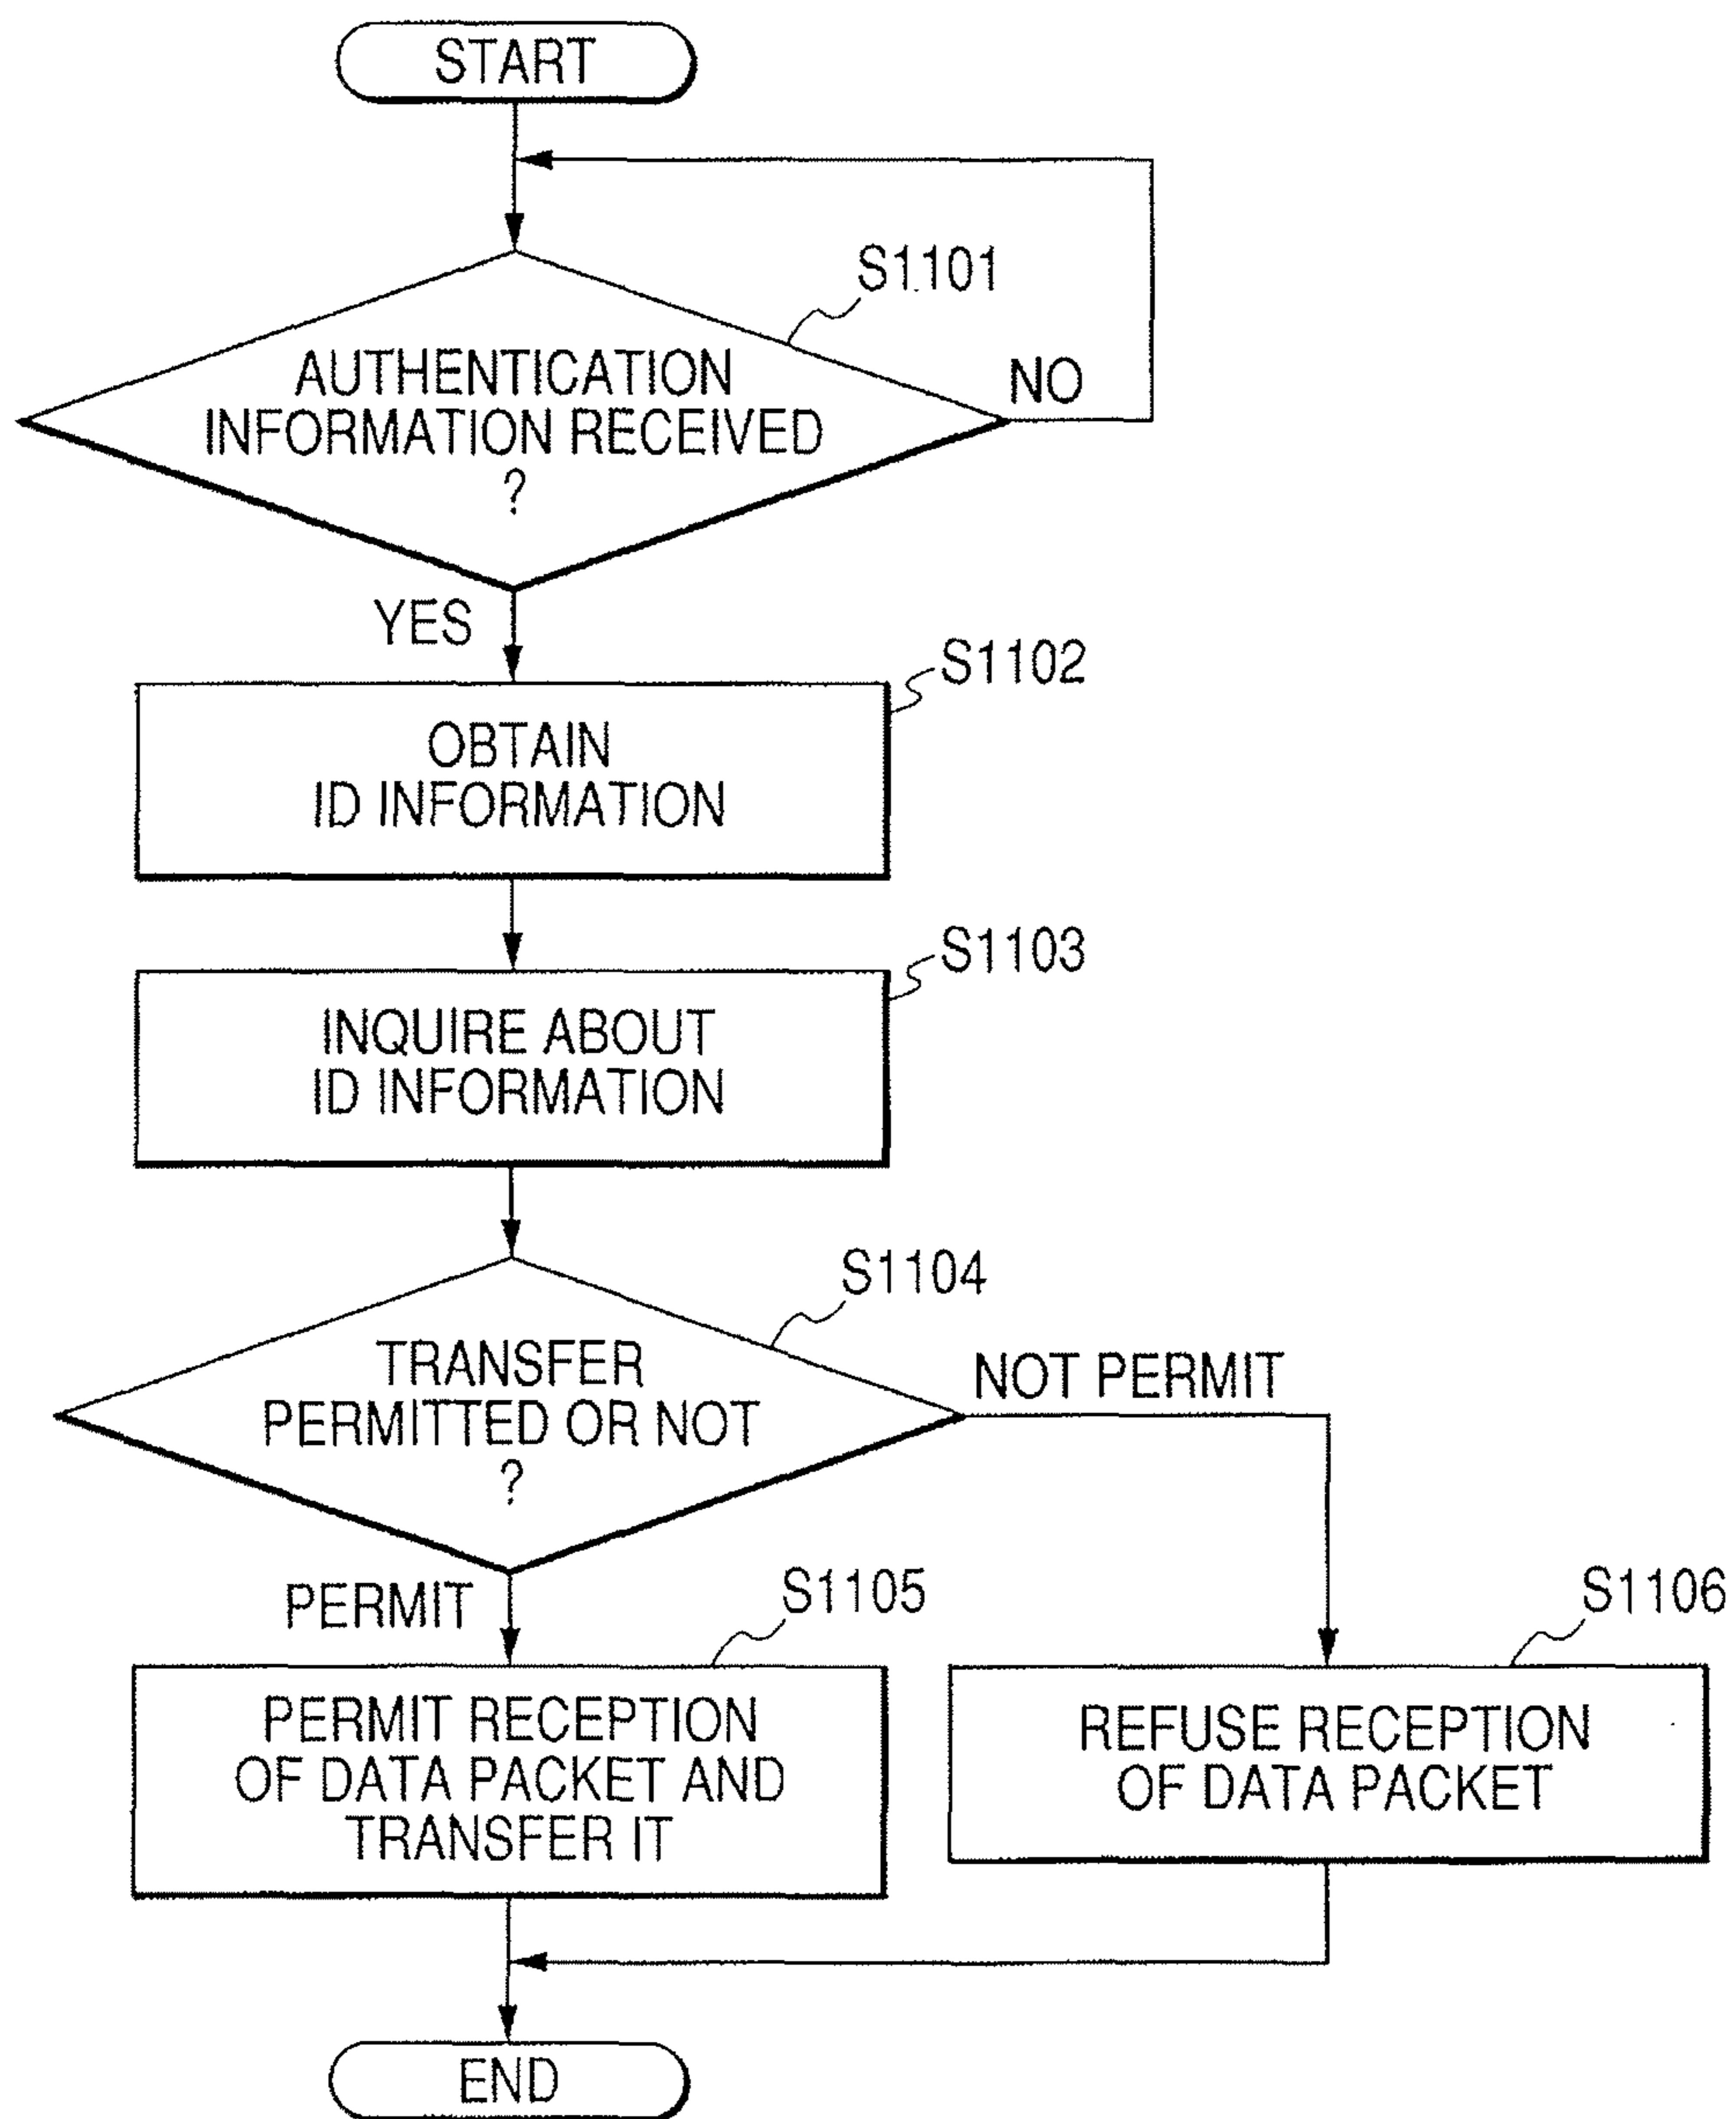 START
S1101
AUTHENTICATION
INFORMATION RECEIVED
?
NO
YES
S1102
OBTAIN
ID INFORMATION
S1103
INQUIRE ABOUT
ID INFORMATION
S1104
TRANSFER
PERMITTED OR NOT
?
NOT PERMIT
PERMIT
S1105
S1106
PERMIT RECEPTION
OF DATA PACKET AND
TRANSFER IT
REFUSE RECEPTION
OF DATA PACKET
END